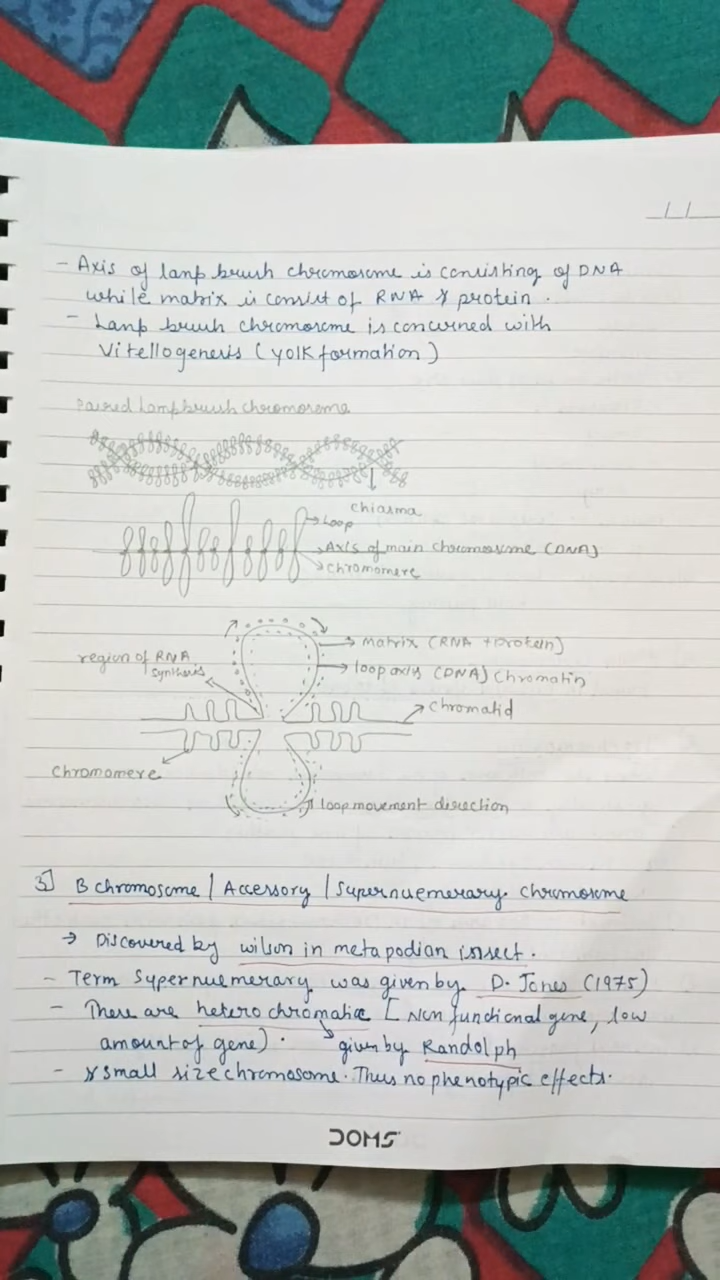 - Axis of lamp brush chromosome is consisting of DNA
while matrix is consist of RNA & protein.
- Lamp brush chromosome is concerned with
Vitellogenesis (yolk formation)
Paired Lampbrush chromosome
chiasma
Loop
Axis of main chromosome (DNA)
chromomere
Matrix (RNA + protein)
region of RNA
synthesis
loop axis (DNA) Chromatin
chromatid
chromomere
loop movement direction
3] B chromosome / Accessory / Supernuemerary chromosome
→ Discovered by wilson in metapodian insect.
- Term Supernuemerary was given by D. Jones (1975)
- There are heterochromatic [Non functional gene, low
amount of gene).
given by Randolph
- & small size chromosome. Thus no phenotypic effects.
DOMS